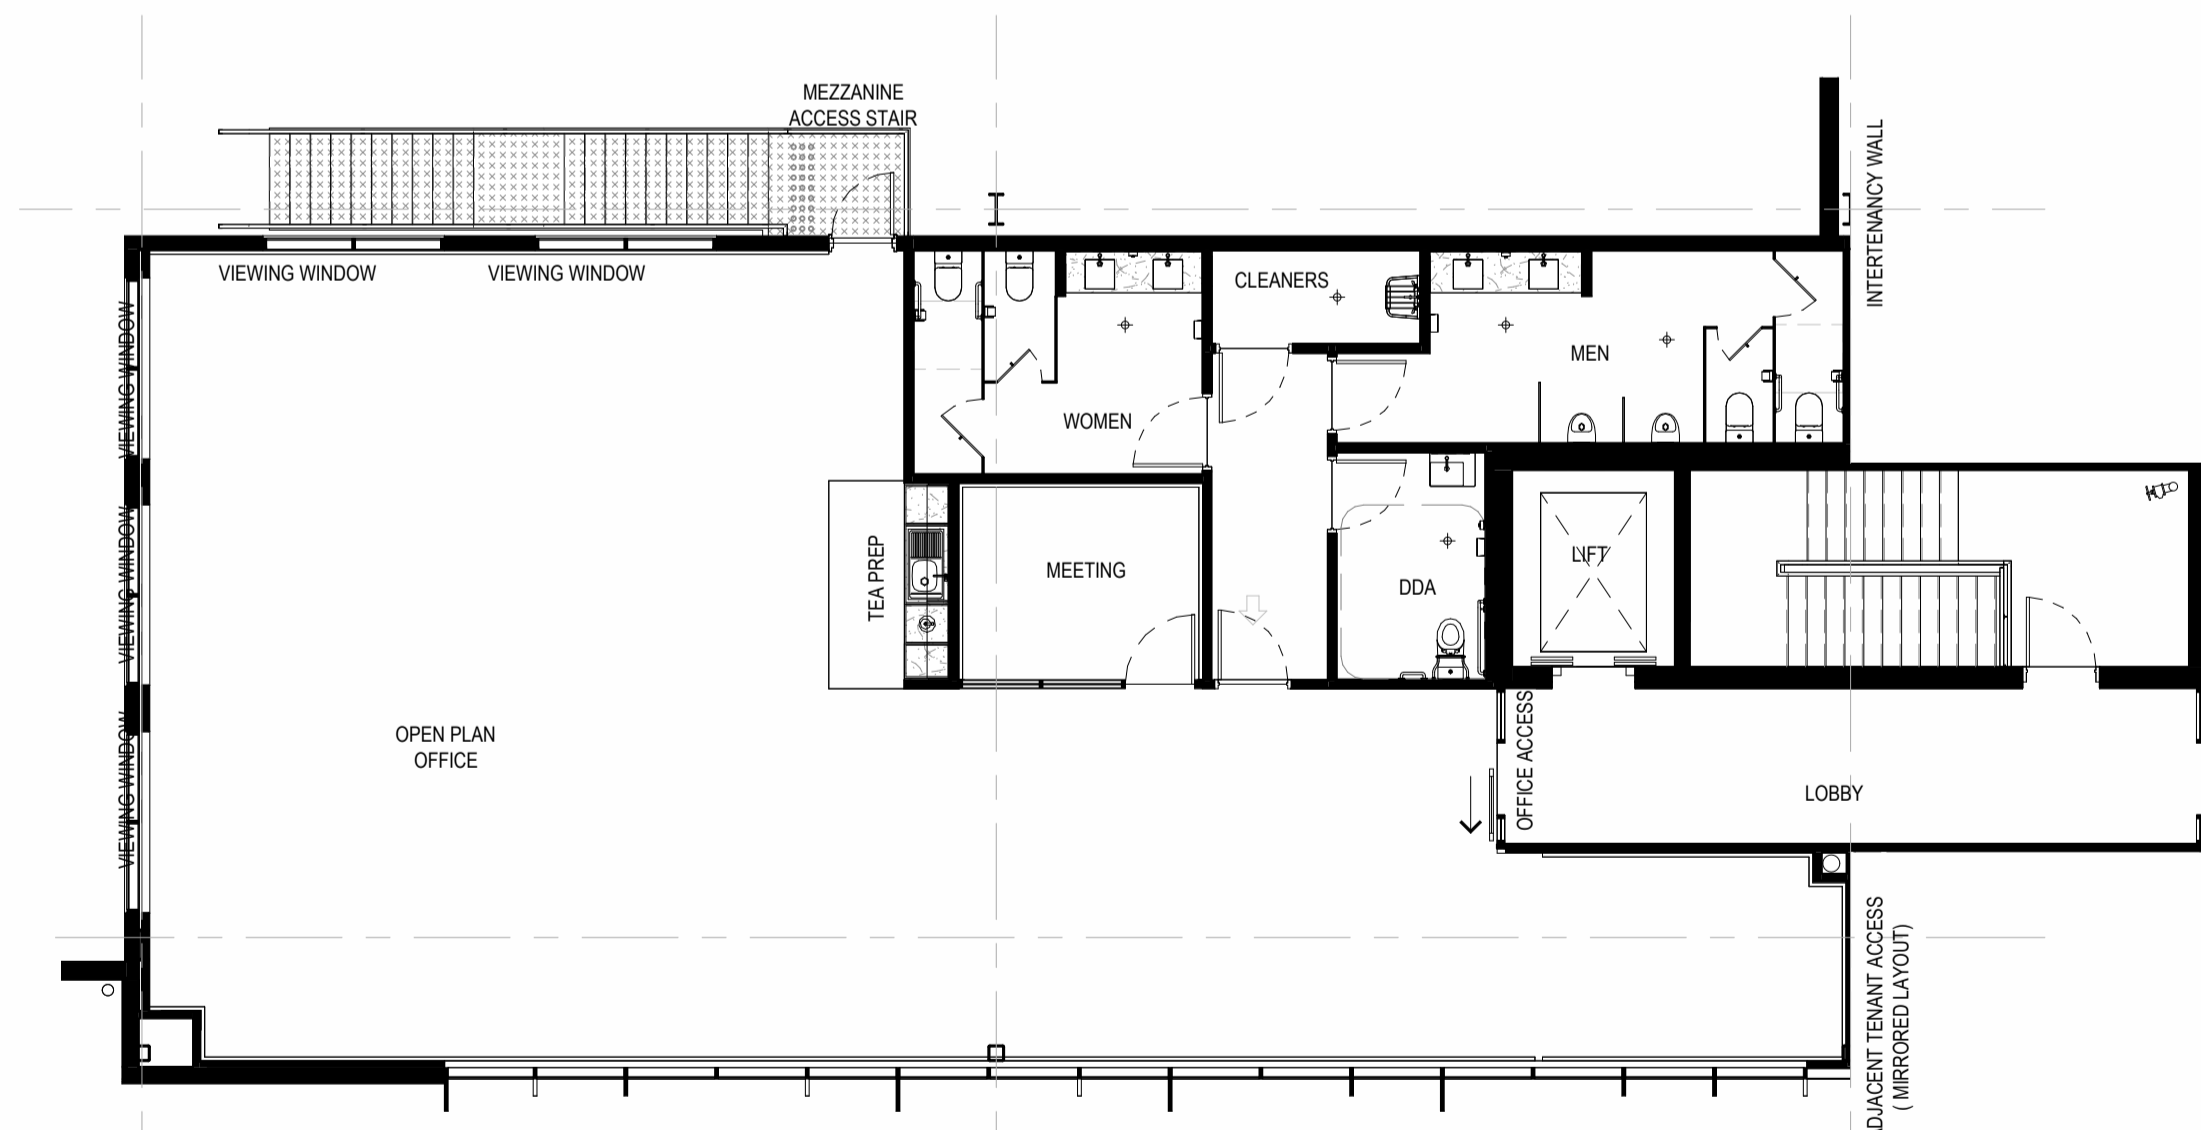 MEZZANINE
ACCESS STAIR
INTERTENANCY WALL
VIEWING WINDOW
VIEWING WINDOW
CLEANERS
VIEWING WINDOW
MEN
WOMEN
VIEWING WINDOW
TEA PREP
MEETING
LIFT
DDA
OPEN PLAN
OFFICE
OFFICE ACCESS
VIEWING WINDOW
LOBBY
ADJACENT TENANT ACCESS
( MIRRORED LAYOUT)